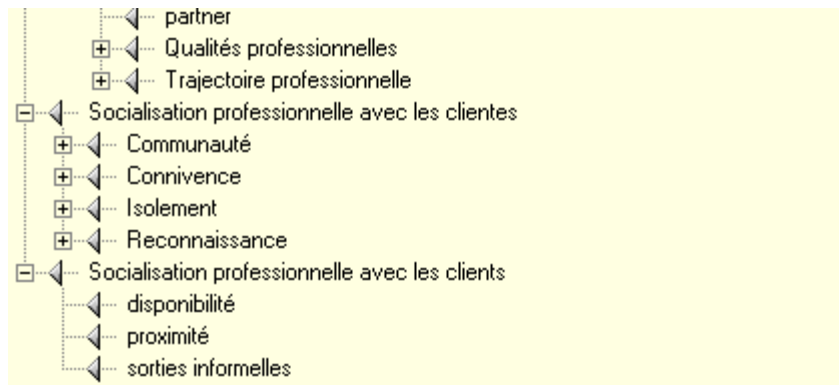 partner
Qualités professionnelles
Trajectoire professionnelle
Socialisation professionnelle avec les clientes
Communauté
Connivence
Isolement
Reconnaissance
Socialisation professionnelle avec les clients
disponibilité
proximité
sorties informelles